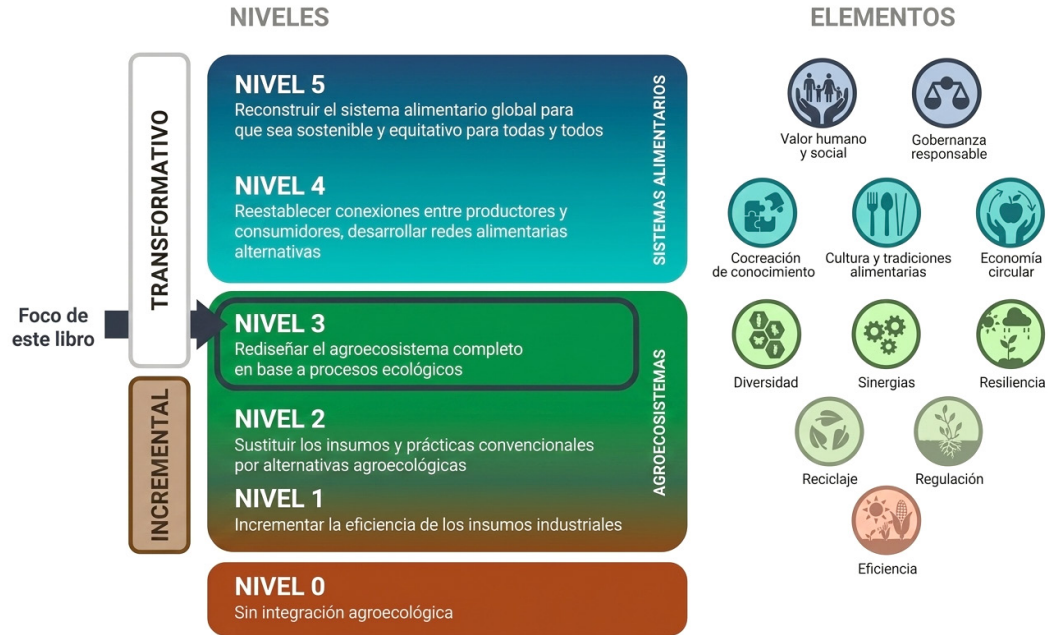 NIVELES
ELEMENTOS
TRANSFORMATIVO
INCREMENTAL
Foco de
este libro
NIVEL 5
Reconstruir el sistema alimentario global para
que sea sostenible y equitativo para todas y todos
NIVEL 4
Reestablecer conexiones entre productores y
consumidores, desarrollar redes alimentarias
alternativas
SISTEMAS ALIMENTARIOS
NIVEL 3
Rediseñar el agroecosistema completo
en base a procesos ecológicos
NIVEL 2
Sustituir los insumos y prácticas convencionales
por alternativas agroecológicas
NIVEL 1
Incrementar la eficiencia de los insumos industriales
AGROECOSISTEMAS
NIVEL 0
Sin integración agroecológica
Valor humano
y social
Gobernanza
responsable
Cocreación
de conocimiento
Cultura y tradiciones
alimentarias
Economía
circular
Diversidad
Sinergias
Resiliencia
Reciclaje
Regulación
Eficiencia